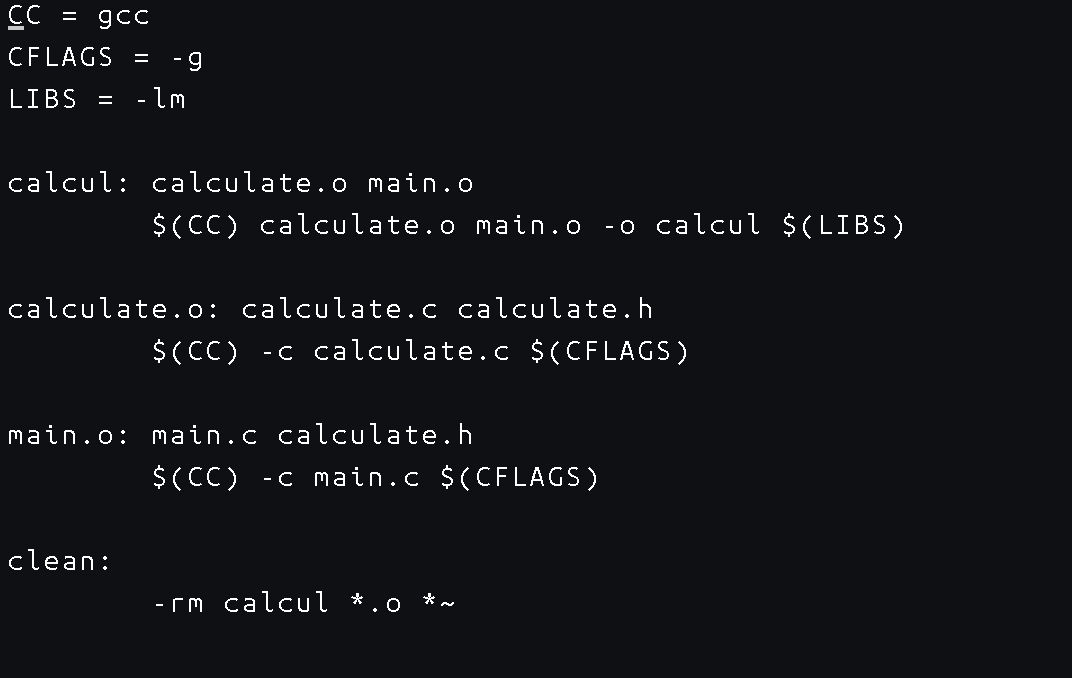 CC = gcc
CFLAGS = -g
LIBS = -lm
calcul: calculate.o main.o
$(CC) calculate.o main.o -o calcul $(LIBS)
calculate.o: calculate.c calculate.h
$(CC) -c calculate.c $(CFLAGS)
main.o: main.c calculate.h
$(CC) -c main.c $(CFLAGS)
clean:
-rm calcul *.o *~